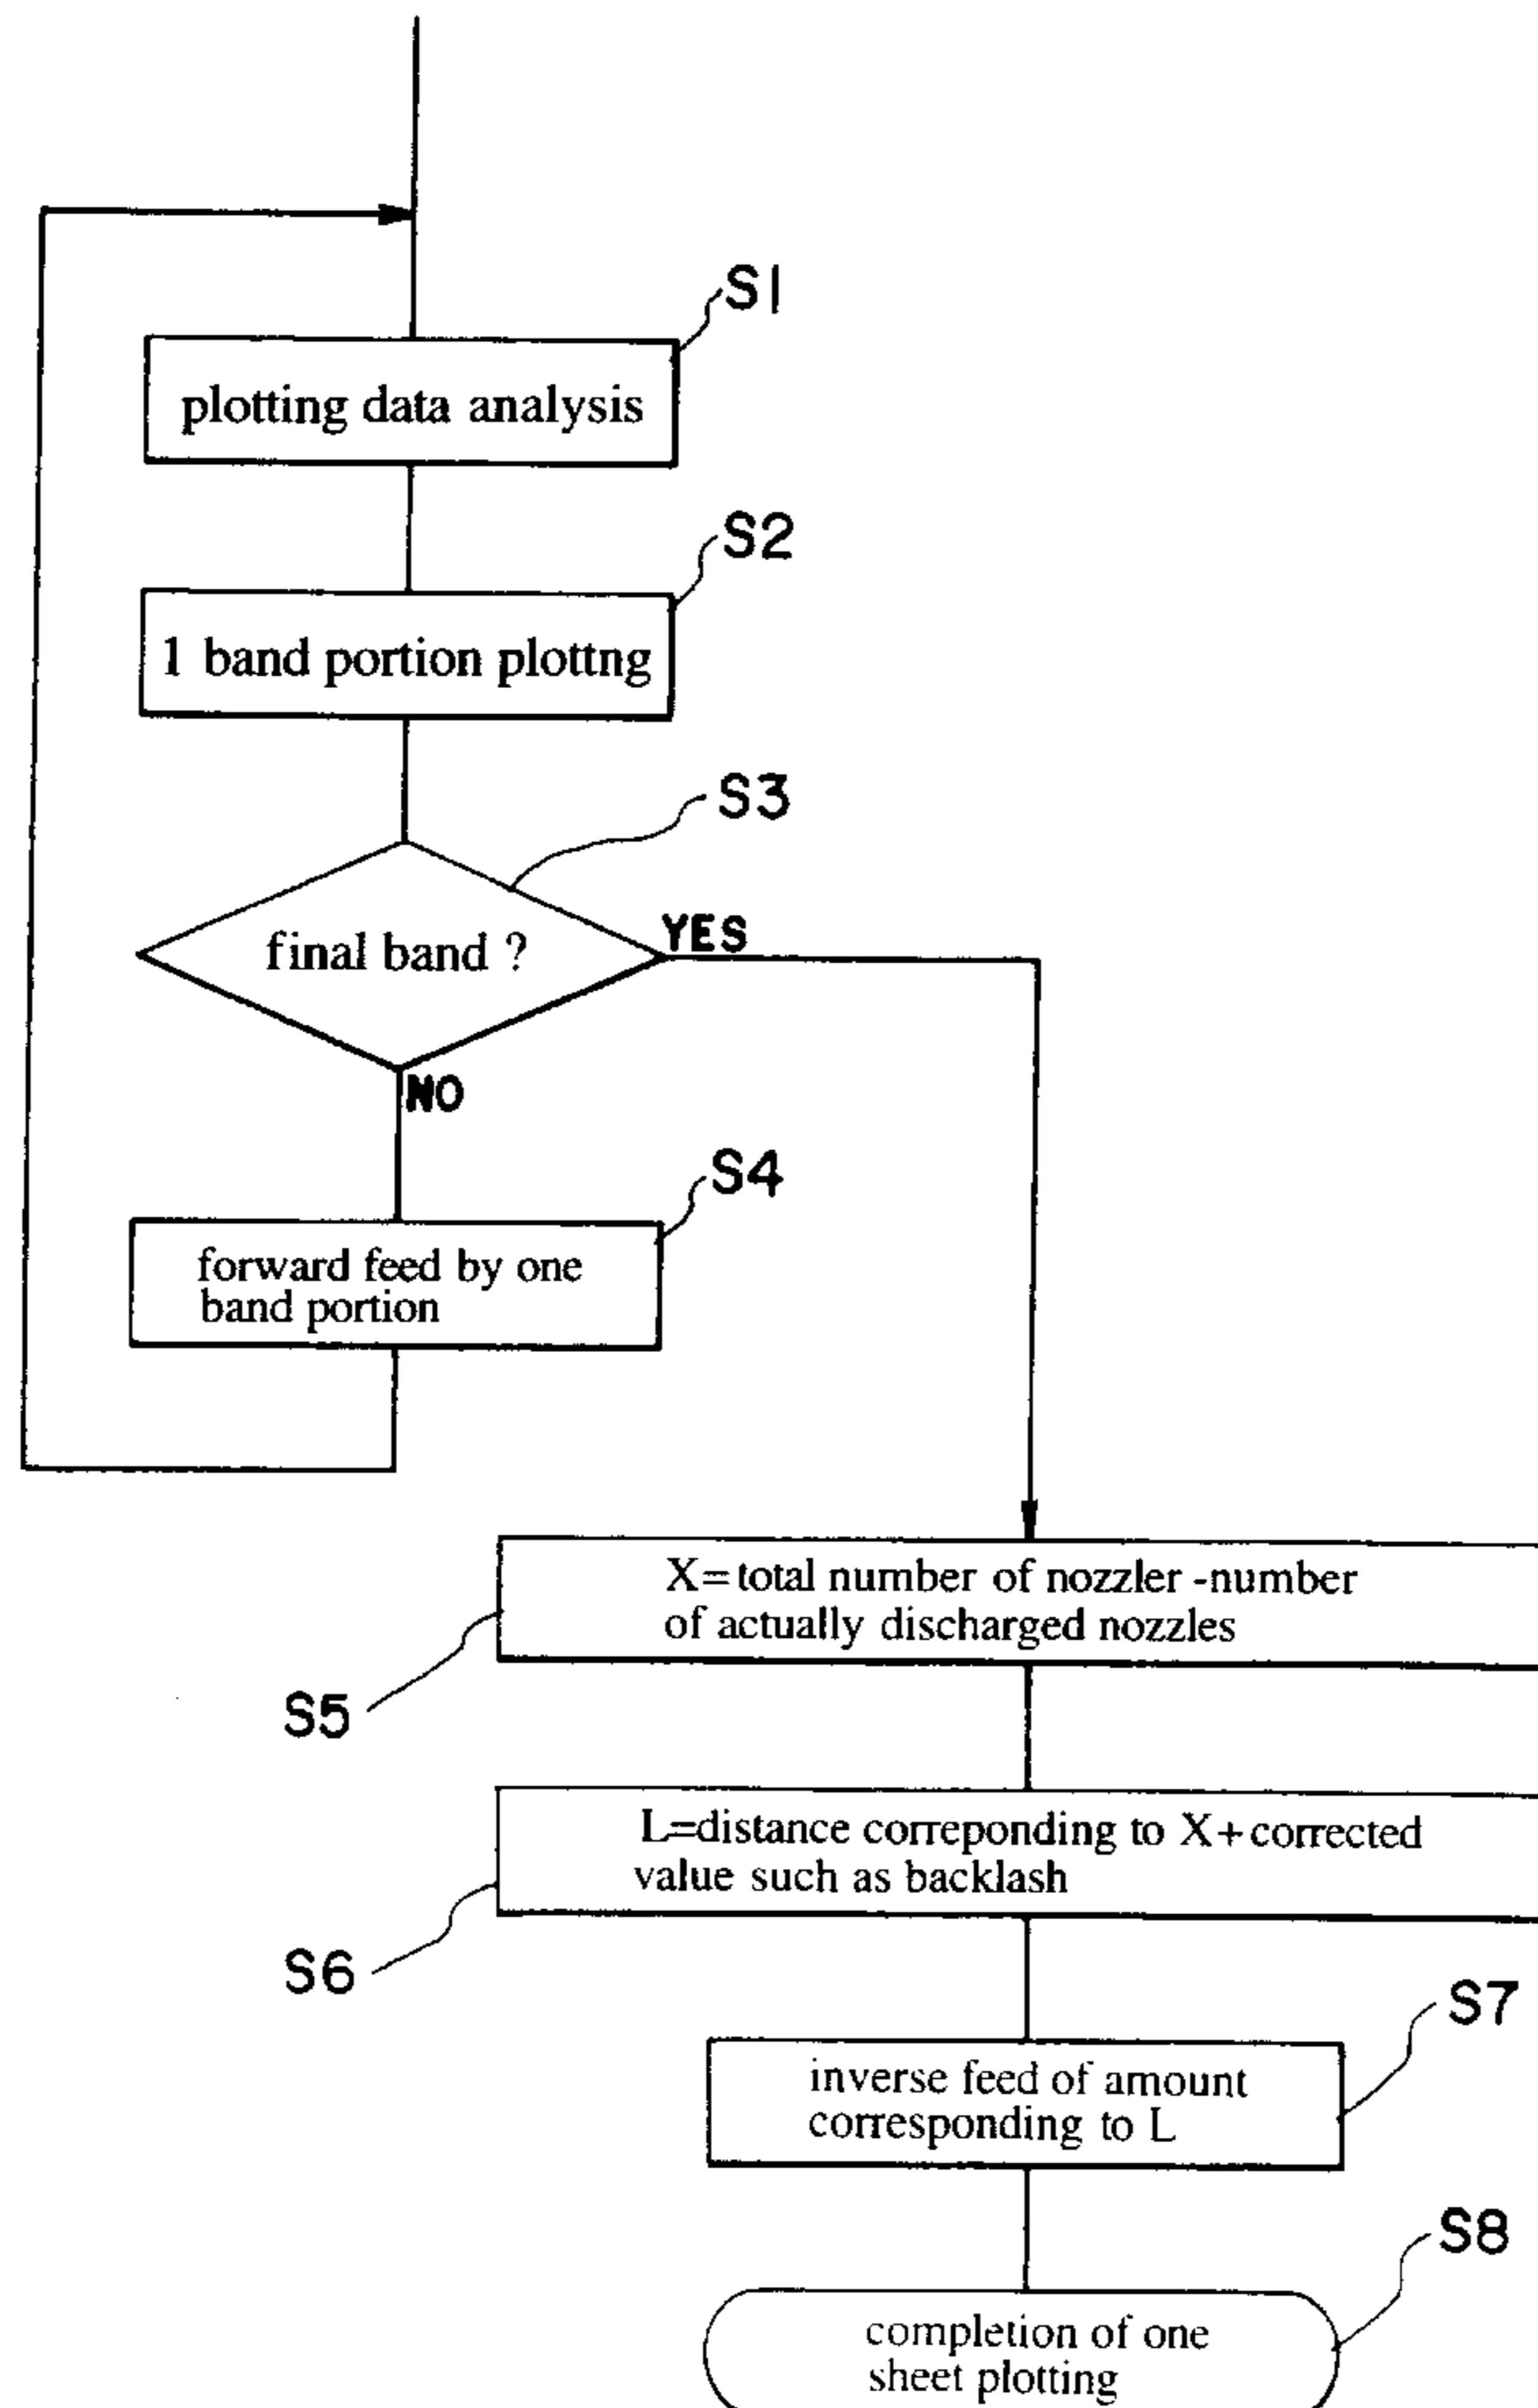 S1
plotting data analysis
S2
1 band portion plottng
S3
final band ?
YES
NO
S4
forward feed by one
band portion
X=total number of nozzler -number
of actually discharged nozzles
S5
L=distance correponding to X+corrected
value such as backlash
S6
S7
inverse feed of amount
corresponding to L
S8
completion of one
sheet plotting